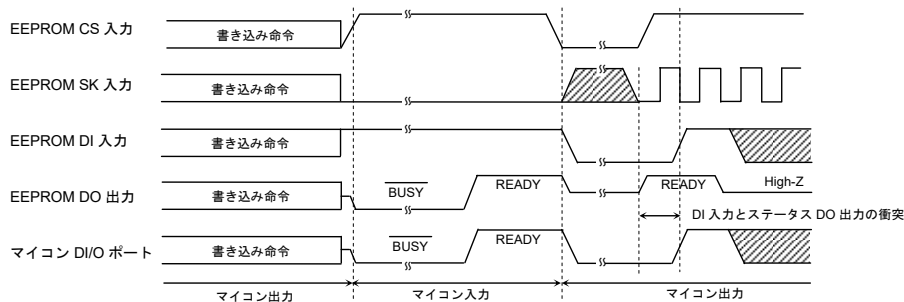 EEPROM CS 入力
書き込み命令
EEPROM SK 入力
書き込み命令
EEPROM DI 入力
書き込み命令
EEPROM DO 出力
書き込み命令
BUSY
READY
READY
High-Z
DI 入力とステータス DO 出力の衝突
マイコン DI/O ポート
書き込み命令
BUSY
READY
マイコン出力
マイコン入力
マイコン出力